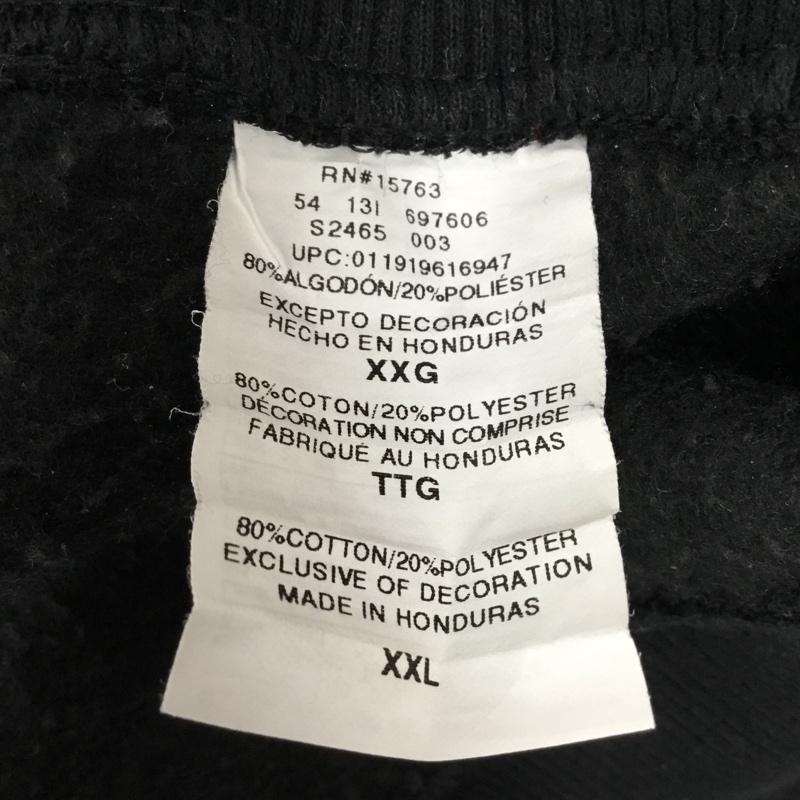 RN#15763
54 13I 697606
S2465 003
UPC:011919616947
80%ALGODÓN/20%POLIÉSTER
EXCEPTO DECORACIÓN
HECHO EN HONDURAS
XXG
80%COTON/20%POLYESTER
DÉCORATION NON COMPRISE
FABRIQUÉ AU HONDURAS
TTG
80%COTTON/20%POLYESTER
EXCLUSIVE OF DECORATION
MADE IN HONDURAS
XXL